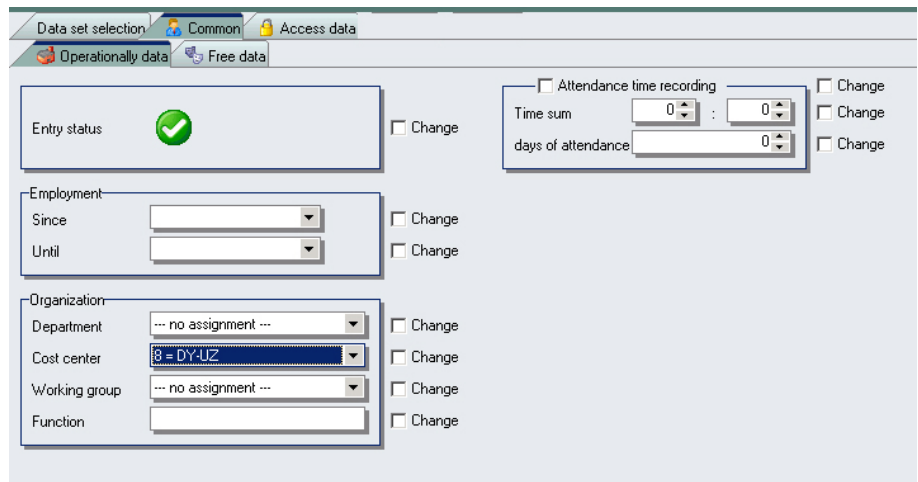 Data set selection Common Access data
Operationally data Free data
Attendance time recording Change
Entry status Change Time sum 0 : 0 Change
days of attendance 0 Change
Employment
Since Change
Until Change
Organization
Department --- no assignment --- Change
Cost center 8 = DY-UZ Change
Working group --- no assignment --- Change
Function Change